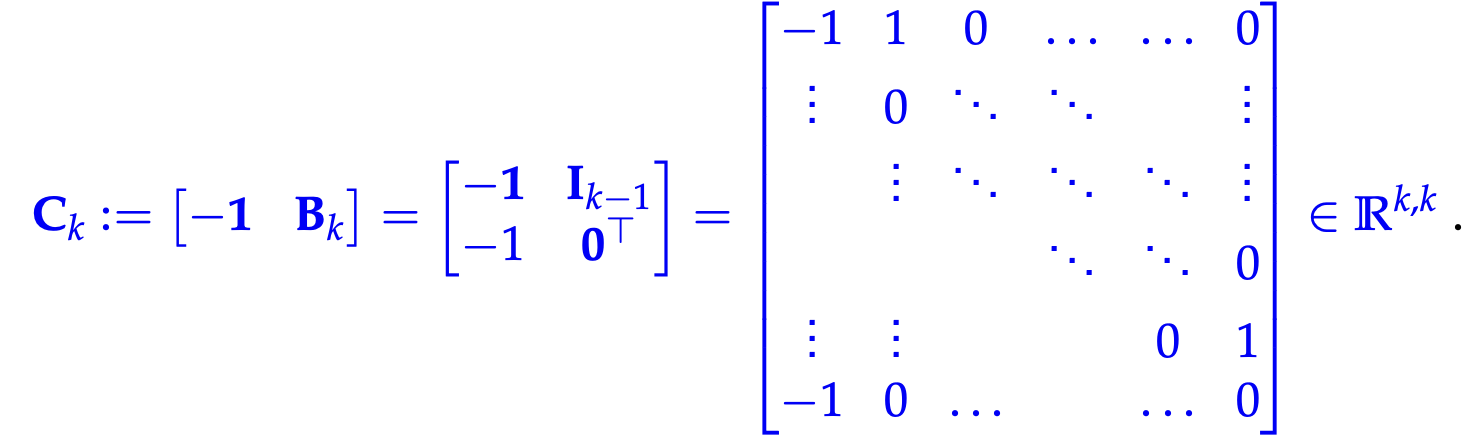 $\mathbf{C}_k := \begin{bmatrix} -\mathbf{1} & \mathbf{B}_k \end{bmatrix} = \begin{bmatrix} -\mathbf{1} & \mathbf{I}_{k-1} \\ -1 & \mathbf{0}^\top \end{bmatrix} = \begin{bmatrix} -1 & 1 & 0 & \dots & \dots & 0 \\ \vdots & 0 & \ddots & \ddots & & \vdots \\ & \vdots & \ddots & \ddots & \ddots & \vdots \\ & & & \ddots & \ddots & 0 \\ \vdots & \vdots & & & 0 & 1 \\ -1 & 0 & \dots & & \dots & 0 \end{bmatrix} \in \mathbb{R}^{k,k} \; .$